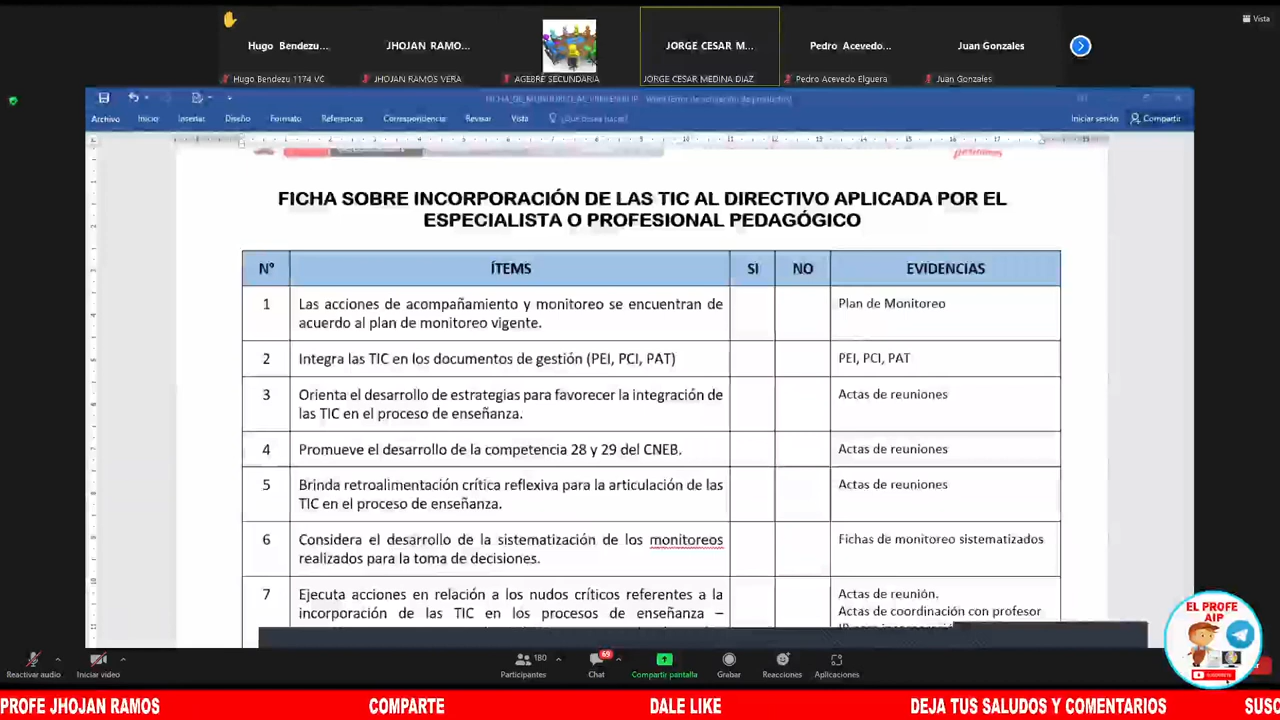 Vista
Hugo Bendezu...
JHOJAN RAMO...
JORGE CESAR M...
Pedro Acevedo...
Juan Gonzales
Hugo Bendezu 1174 VC
JHOJAN RAMOS VERA
AGEBRE SECUNDARIA
JORGE CESAR MEDINA DIAZ
Pedro Acevedo Elguera
Juan Gonzales
Archivo
Inicio
Insertar
Diseño
Formato
Referencias
Correspondencia
Revisar
Vista
¿Qué desea hacer?
Iniciar sesión
Compartir
FICHA SOBRE INCORPORACIÓN DE LAS TIC AL DIRECTIVO APLICADA POR EL
ESPECIALISTA O PROFESIONAL PEDAGÓGICO
N° ÍTEMS SI NO EVIDENCIAS
1 Las acciones de acompañamiento y monitoreo se encuentran de Plan de Monitoreo
acuerdo al plan de monitoreo vigente.
2 Integra las TIC en los documentos de gestión (PEI, PCI, PAT) PEI, PCI, PAT
3 Orienta el desarrollo de estrategias para favorecer la integración de Actas de reuniones
las TIC en el proceso de enseñanza.
4 Promueve el desarrollo de la competencia 28 y 29 del CNEB. Actas de reuniones
5 Brinda retroalimentación crítica reflexiva para la articulación de las Actas de reuniones
TIC en el proceso de enseñanza.
6 Considera el desarrollo de la sistematización de los monitoreos Fichas de monitoreo sistematizados
realizados para la toma de decisiones.
7 Ejecuta acciones en relación a los nudos críticos referentes a la Actas de reunión.
incorporación de las TIC en los procesos de enseñanza – Actas de coordinación con profesor
EL PROFE
AIP
Reactivar audio
Iniciar video
180
Participantes
69
Chat
Compartir pantalla
Grabar
Reacciones
Aplicaciones
PROFE JHOJAN RAMOS COMPARTE DALE LIKE DEJA TUS SALUDOS Y COMENTARIOS SUSC